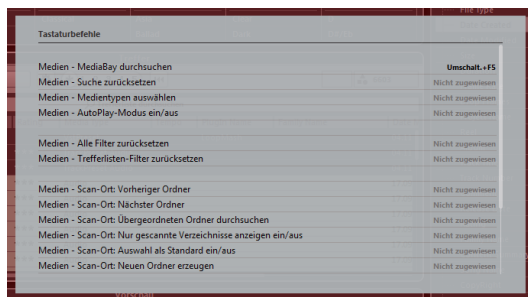 File Type
Tastaturbefehle
Medien - MediaBay durchsuchen Umschalt.+F5
Medien - Suche zurücksetzen Nicht zugewiesen
Medien - Medientypen auswählen Nicht zugewiesen
Medien - AutoPlay-Modus ein/aus Nicht zugewiesen
Medien - Alle Filter zurücksetzen Nicht zugewiesen
Medien - Trefferlisten-Filter zurücksetzen Nicht zugewiesen
Medien - Scan-Ort: Vorheriger Ordner Nicht zugewiesen
Medien - Scan-Ort: Nächster Ordner Nicht zugewiesen
Medien - Scan-Ort: Übergeordneten Ordner durchsuchen Nicht zugewiesen
Medien - Scan-Ort: Nur gescannte Verzeichnisse anzeigen ein/aus Nicht zugewiesen
Medien - Scan-Ort: Auswahl als Standard ein/aus Nicht zugewiesen
Medien - Scan-Ort: Neuen Ordner erzeugen Nicht zugewiesen
Vorschau